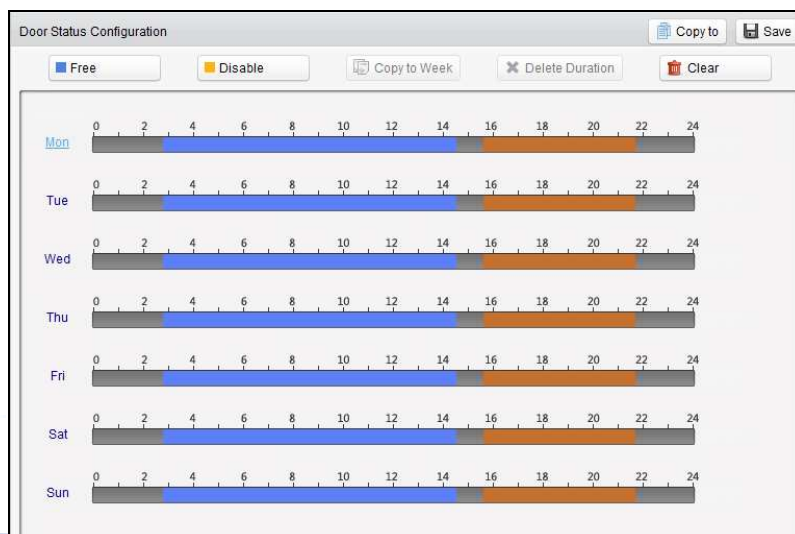 Door Status Configuration Copy to Save
Free Disable Copy to Week Delete Duration Clear
0 2 4 6 8 10 12 14 16 18 20 22 24
Mon
0 2 4 6 8 10 12 14 16 18 20 22 24
Tue
0 2 4 6 8 10 12 14 16 18 20 22 24
Wed
0 2 4 6 8 10 12 14 16 18 20 22 24
Thu
0 2 4 6 8 10 12 14 16 18 20 22 24
Fri
0 2 4 6 8 10 12 14 16 18 20 22 24
Sat
0 2 4 6 8 10 12 14 16 18 20 22 24
Sun